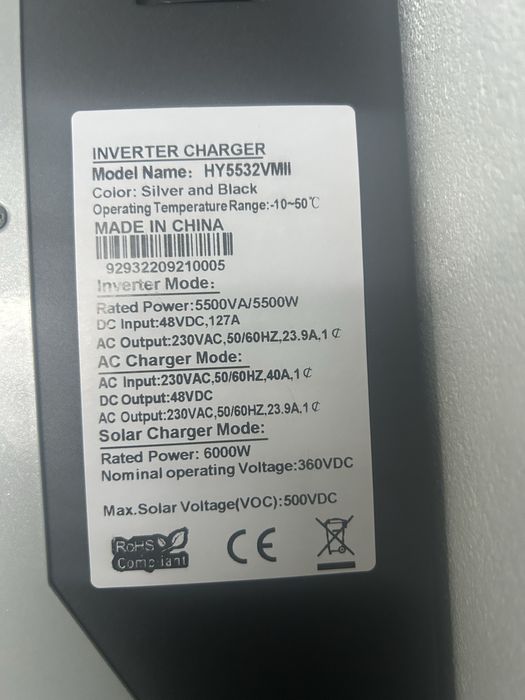 INVERTER CHARGER
Model Name: HY5532VMII
Color: Silver and Black
Operating Temperature Range:-10~50℃
MADE IN CHINA
92932209210005
Inverter Mode:
Rated Power:5500VA/5500W
DC Input:48VDC,127A
AC Output:230VAC,50/60HZ,23.9A,1₵
AC Charger Mode:
AC Input:230VAC,50/60HZ,40A,1₵
DC Output:48VDC
AC Output:230VAC,50/60HZ,23.9A,1₵
Solar Charger Mode:
Rated Power: 6000W
Nominal operating Voltage:360VDC
Max.Solar Voltage(VOC):500VDC
RoHS
Compliant
CE